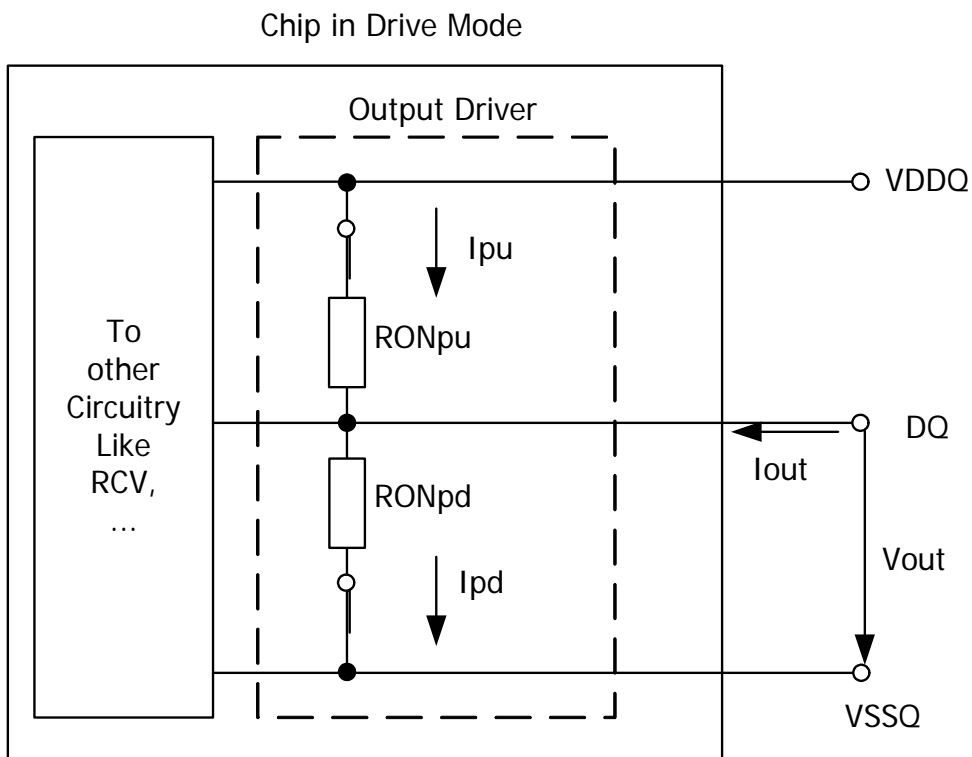 Chip in Drive Mode
Output Driver
VDDQ
Ipu
RONpu
To
other
Circuitry
Like
RCV,
...
DQ
Iout
RONpd
Vout
Ipd
VSSQ